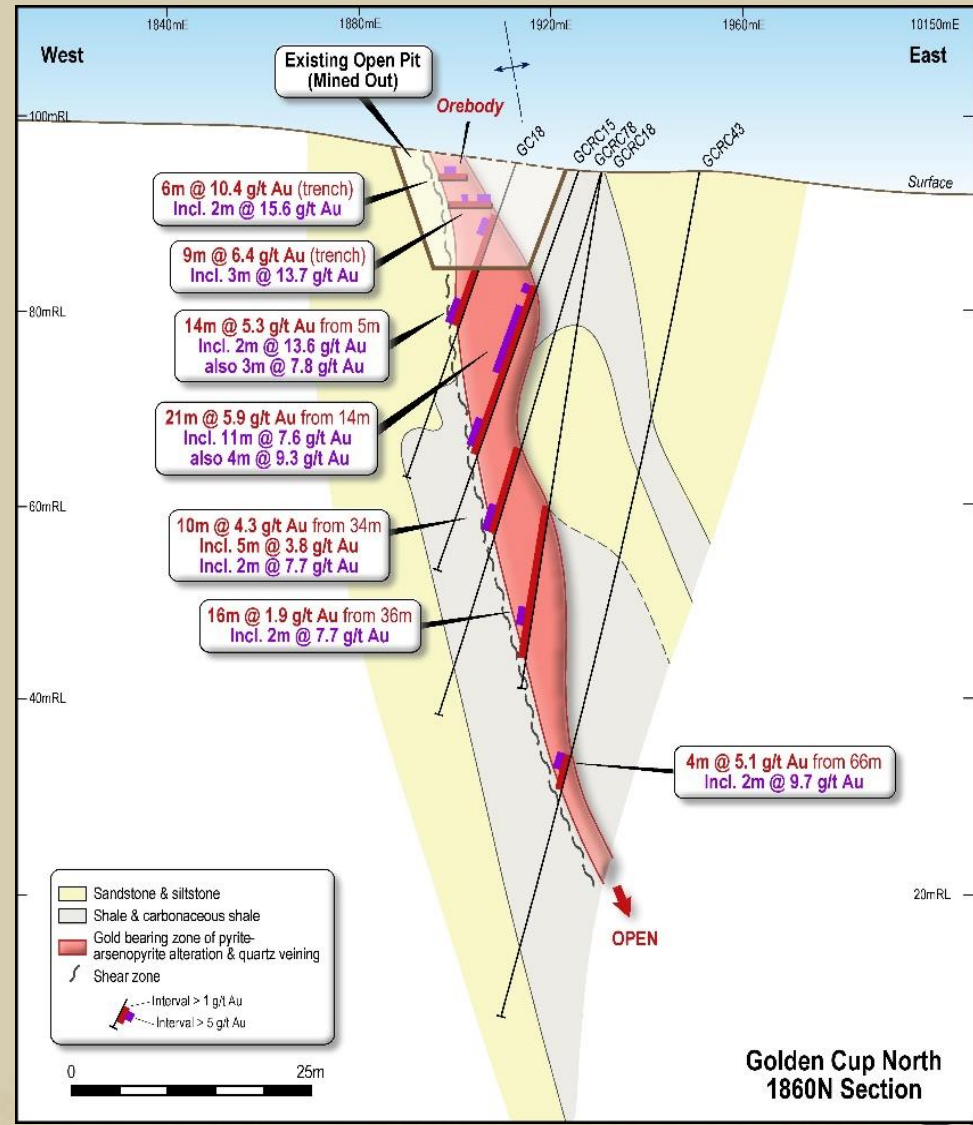 1840mE
1880mE
1920mE
1960mE
10150mE
West
East
Existing Open Pit
(Mined Out)
Orebody
100mRL
GC18
GCRC15
GCRC78
GCRC18
GCRC43
Surface
6m @ 10.4 g/t Au (trench)
Incl. 2m @ 15.6 g/t Au
9m @ 6.4 g/t Au (trench)
Incl. 3m @ 13.7 g/t Au
80mRL
14m @ 5.3 g/t Au from 5m
Incl. 2m @ 13.6 g/t Au
also 3m @ 7.8 g/t Au
21m @ 5.9 g/t Au from 14m
Incl. 11m @ 7.6 g/t Au
also 4m @ 9.3 g/t Au
60mRL
10m @ 4.3 g/t Au from 34m
Incl. 5m @ 3.8 g/t Au
Incl. 2m @ 7.7 g/t Au
16m @ 1.9 g/t Au from 36m
Incl. 2m @ 7.7 g/t Au
40mRL
4m @ 5.1 g/t Au from 66m
Incl. 2m @ 9.7 g/t Au
20mRL
OPEN
Sandstone & siltstone
Shale & carbonaceous shale
Gold bearing zone of pyrite-
arsenopyrite alteration & quartz veining
Shear zone
Interval > 1 g/t Au
Interval > 5 g/t Au
0
25m
Golden Cup North
1860N Section